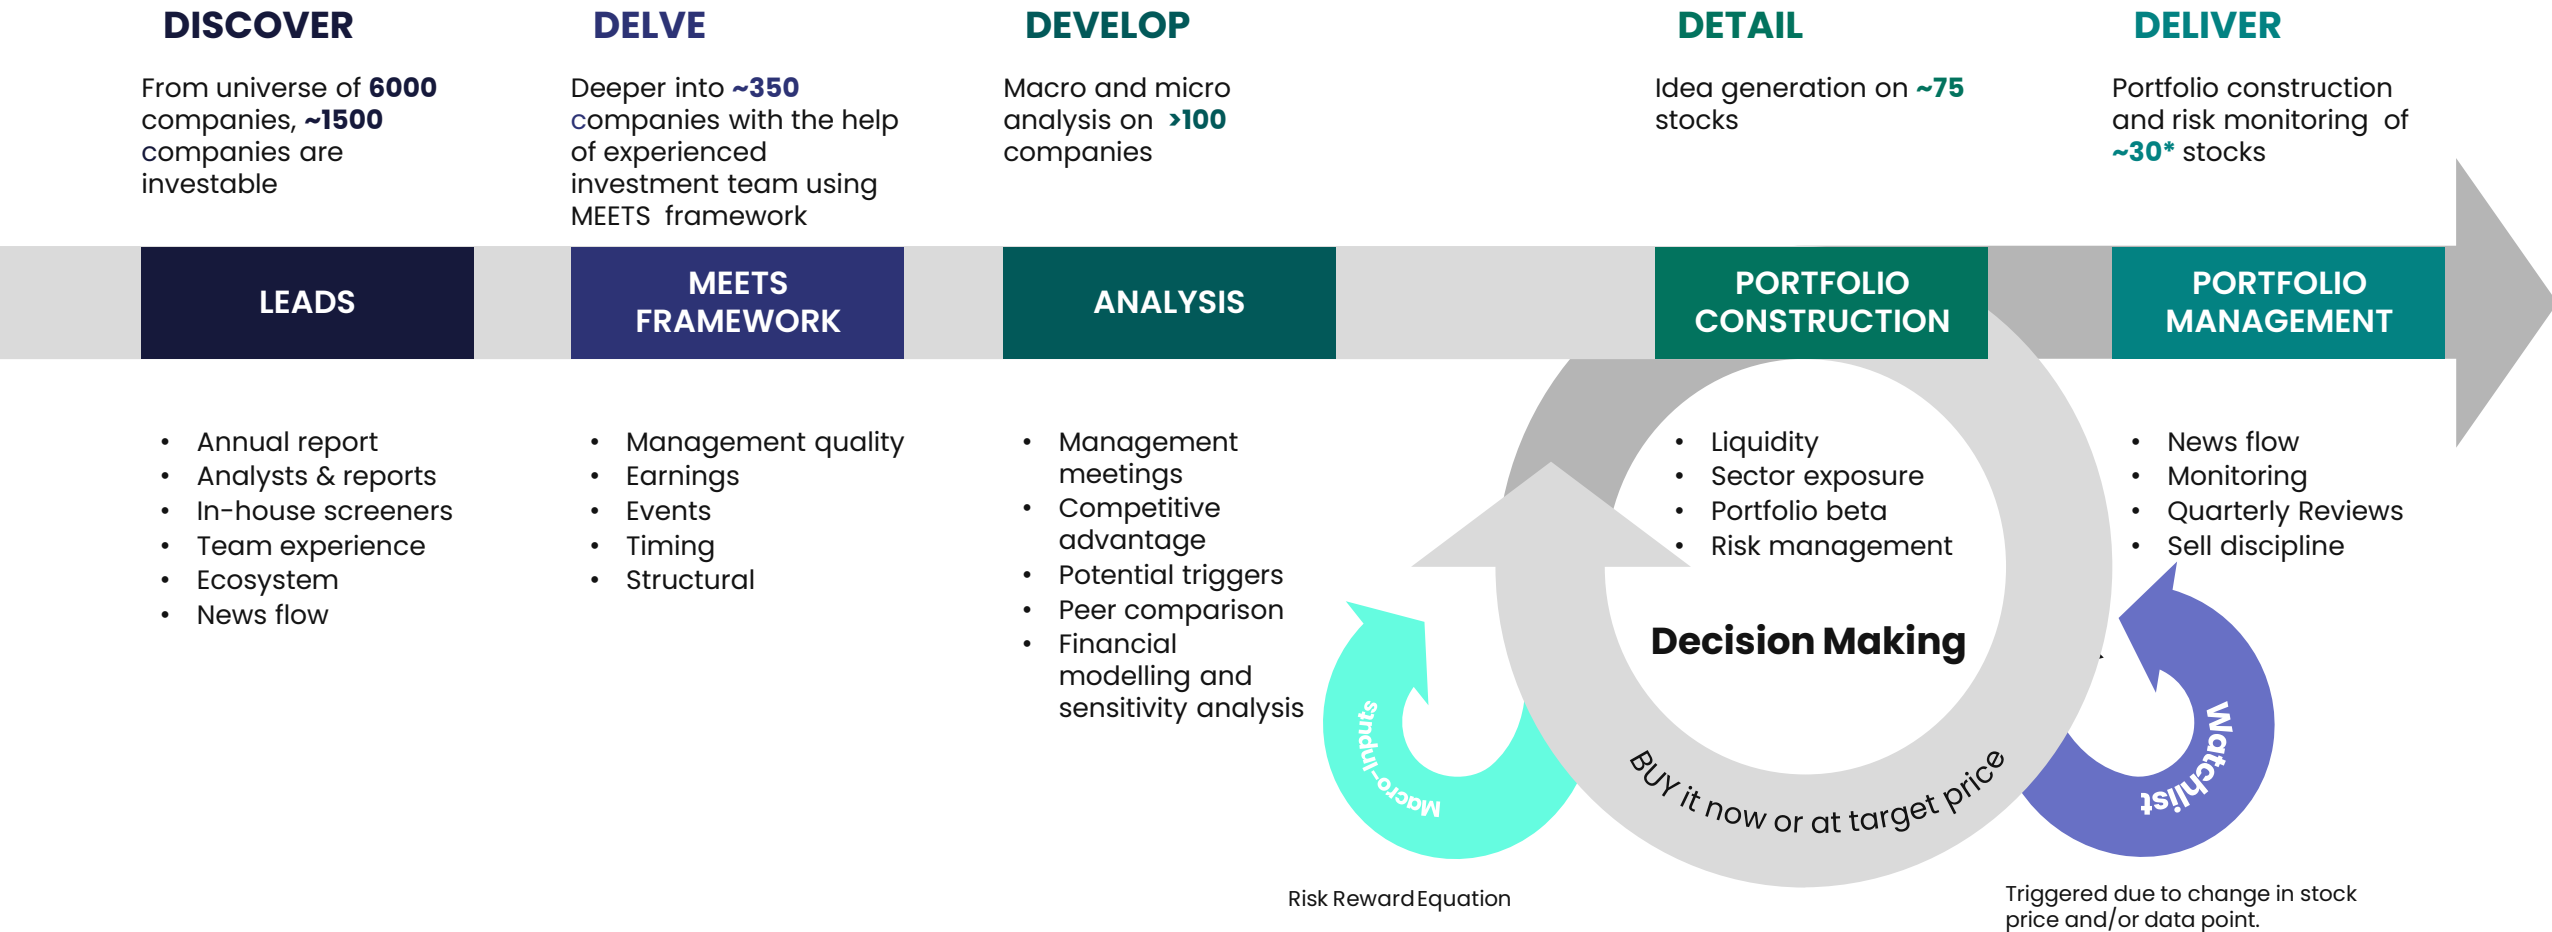 DISCOVER
From universe of 6000
companies, ~1500
companies are
investable
LEADS
• Annual report
• Analysts & reports
• In-house screeners
• Team experience
• Ecosystem
• News flow
DELVE
Deeper into ~350
companies with the help
of experienced
investment team using
MEETS framework
MEETS
FRAMEWORK
• Management quality
• Earnings
• Events
• Timing
• Structural
DEVELOP
Macro and micro
analysis on >100
companies
ANALYSIS
• Management
meetings
• Competitive
advantage
• Potential triggers
• Peer comparison
• Financial
modelling and
sensitivity analysis
Macro-Inputs
Risk Reward Equation
DETAIL
Idea generation on ~75
stocks
PORTFOLIO
CONSTRUCTION
• Liquidity
• Sector exposure
• Portfolio beta
• Risk management
Decision Making
BUY it now or at target price
DELIVER
Portfolio construction
and risk monitoring of
~30* stocks
PORTFOLIO
MANAGEMENT
• News flow
• Monitoring
• Quarterly Reviews
• Sell discipline
Watchlist
Triggered due to change in stock
price and/or data point.